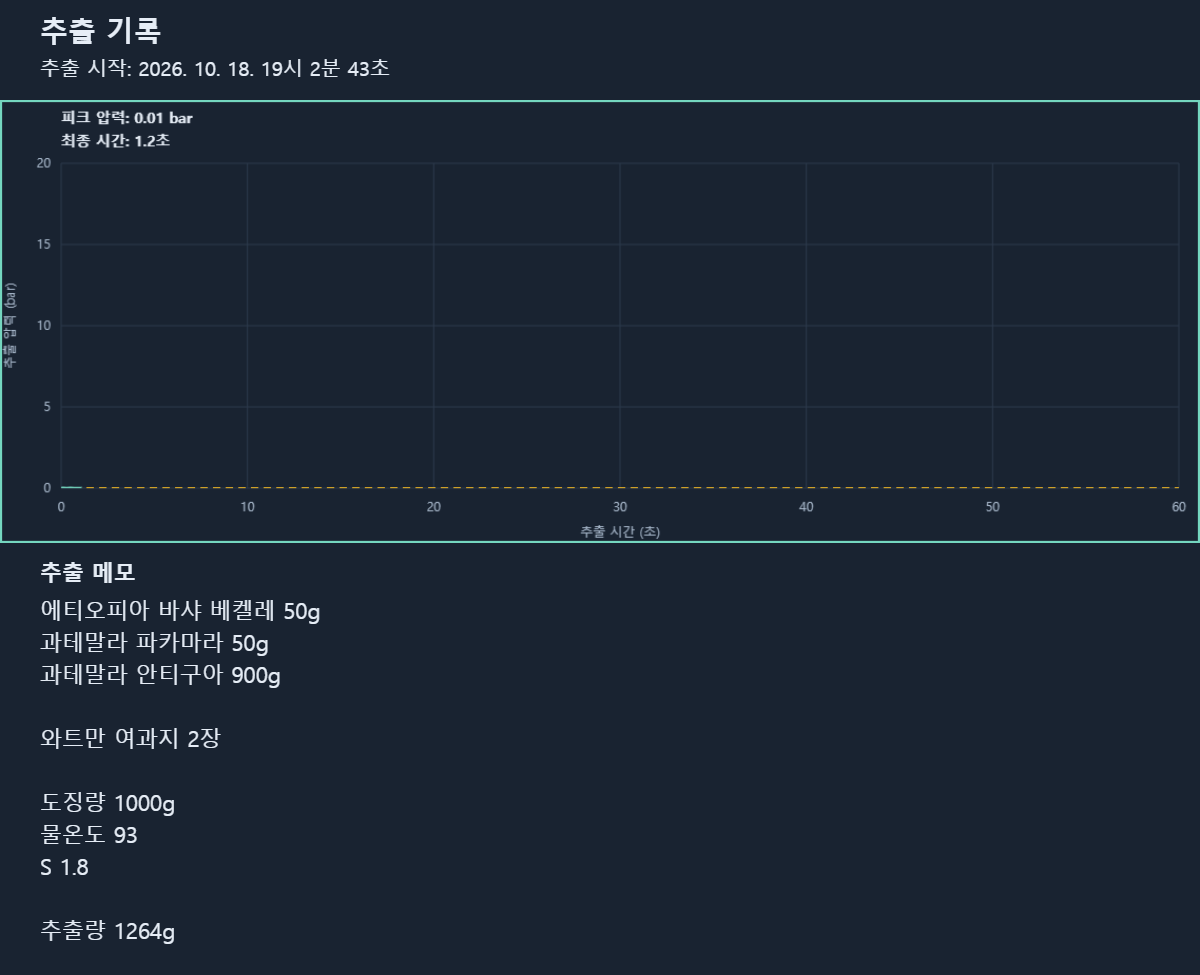 추출 기록
추출 시작: 2026. 10. 18. 19시 2분 43초
피크 압력: 0.01 bar
최종 시간: 1.2초
20
15
10
5
0
추출 압력 (bar)
0 10 20 30 40 50 60
추출 시간 (초)
추출 메모
에티오피아 바샤 베켈레 50g
과테말라 파카마라 50g
과테말라 안티구아 900g
와트만 여과지 2장
도징량 1000g
물온도 93
S 1.8
추출량 1264g